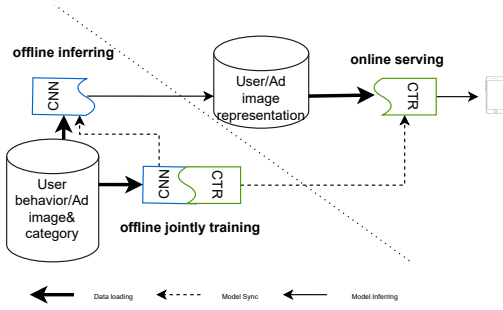 offline inferring
online serving
CNN
User/Ad
image
representation
CTR
User
behavior/Ad
image&
category
CNN
CTR
offline jointly training
Data loading
Model Sync
Model Inferring